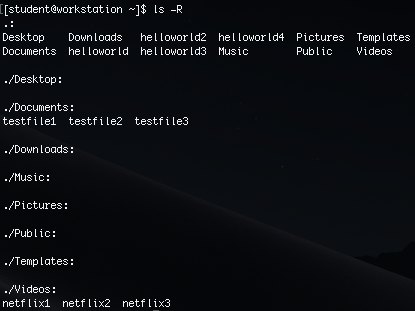 [student@workstation ~]$ ls -R
.:
Desktop    Downloads   helloworld2  helloworld4  Pictures  Templates
Documents  helloworld  helloworld3  Music        Public    Videos

./Desktop:

./Documents:
testfile1  testfile2  testfile3

./Downloads:

./Music:

./Pictures:

./Public:

./Templates:

./Videos:
netflix1  netflix2  netflix3